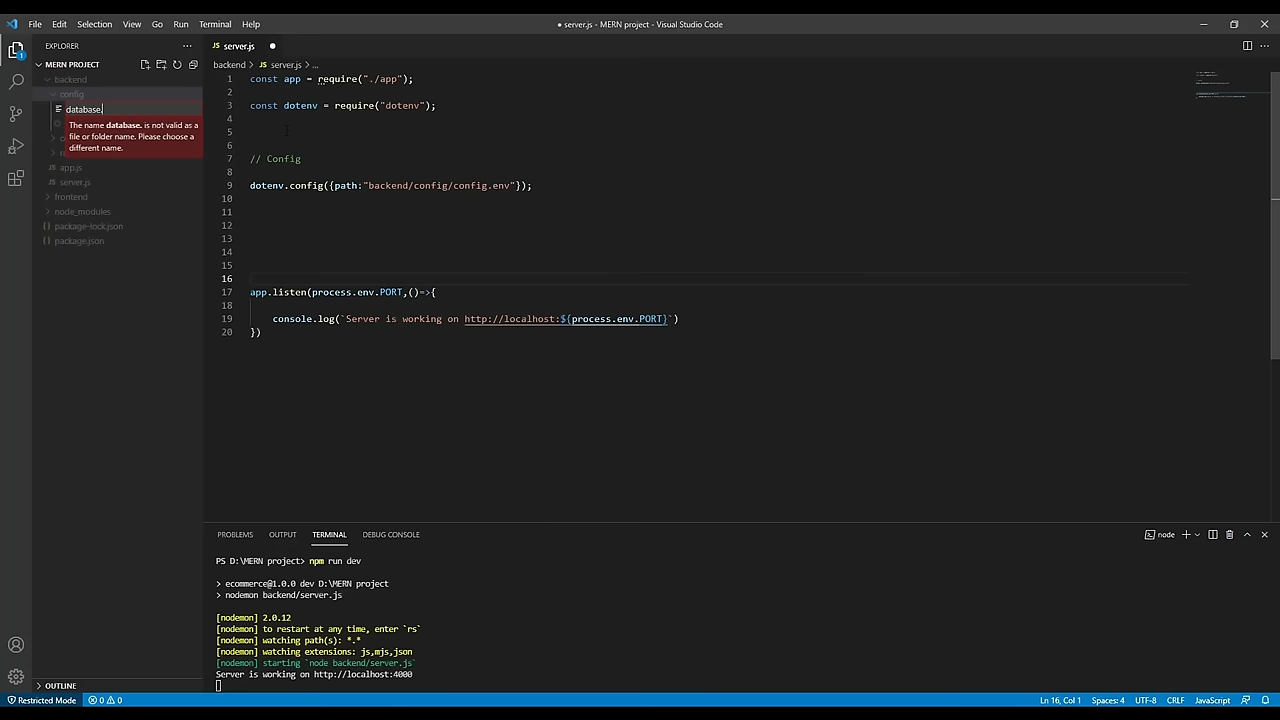 File Edit Selection View Go Run Terminal Help
● server.js - MERN project - Visual Studio Code
EXPLORER
MERN PROJECT
backend
config
database.
The name database. is not valid as a
file or folder name. Please choose a
different name.
app.js
server.js
frontend
node_modules
package-lock.json
package.json
OUTLINE
JS server.js
backend > config JS server.js > ...
1 const app = require("./app");
2
3 const dotenv = require("dotenv");
4
5
6
7 // Config
8
9 dotenv.config({path:"backend/config/config.env"});
10
11
12
13
14
15
16
17 app.listen(process.env.PORT,()=>{
18
19 console.log(`Server is working on http://localhost:${process.env.PORT}`)
20 })
PROBLEMS OUTPUT TERMINAL DEBUG CONSOLE
node
PS D:\MERN project> npm run dev
> ecommerce@1.0.0 dev D:\MERN project
> nodemon backend/server.js
[nodemon] 2.0.12
[nodemon] to restart at any time, enter `rs`
[nodemon] watching path(s): *.*
[nodemon] watching extensions: js,mjs,json
[nodemon] starting `node backend/server.js`
Server is working on http://localhost:4000
Restricted Mode 0 0 Ln 16, Col 1 Spaces: 4 UTF-8 CRLF JavaScript